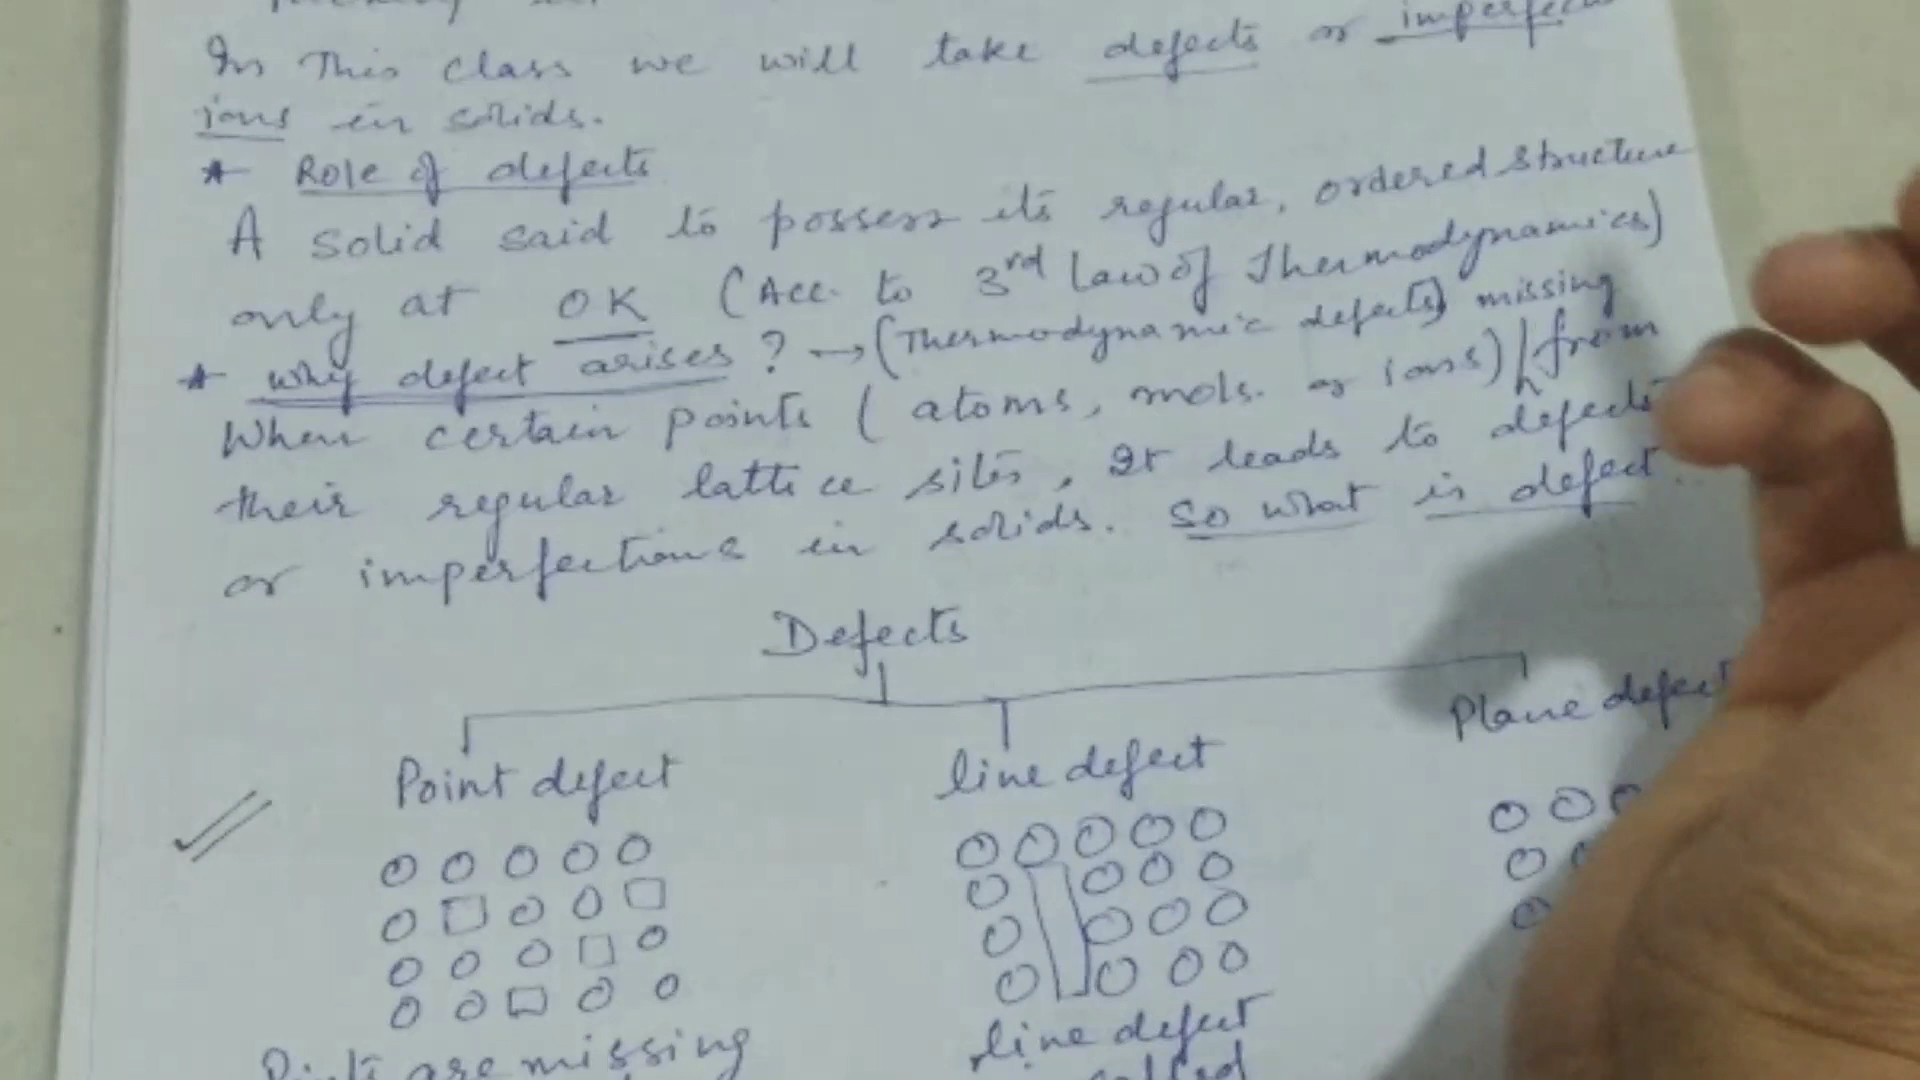 In This class we will take defects or imperfect
ions in solids.
* Role of defects
A solid said to possess its regular, ordered structure
only at 0K (Acc. to 3rd law of Thermodynamics)
* why defect arises? → (Thermodynamic defects)
When certain points (atoms, mols. or ions) missing from
their regular lattice sites, It leads to defects
or imperfections in solids. So what is defect.
Defects
Point defect line defect Plane defect
Points are missing line defect
called